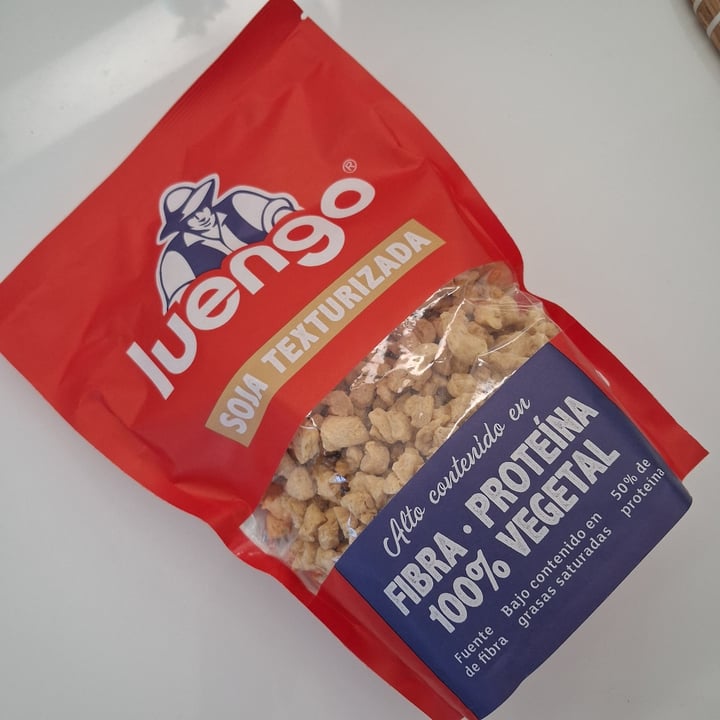 luengo®
SOJA TEXTURIZADA
Alto contenido en
FIBRA · PROTEÍNA
100% VEGETAL
Fuente
de fibra
Bajo contenido en
grasas saturadas
50% de
proteína